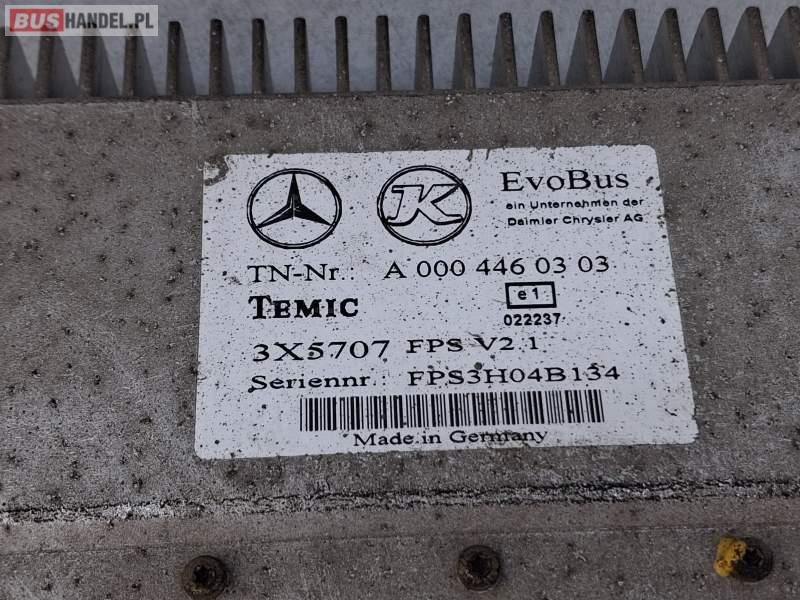 BUSHANDEL.PL
K
EvoBus
ein Unternehmen der
Daimler Chrysler AG
TN-Nr.: A 000 446 03 03
TEMIC
e1
022237
3X5707 FPS V2.1
Seriennr.: FPS3H04B134
Made in Germany